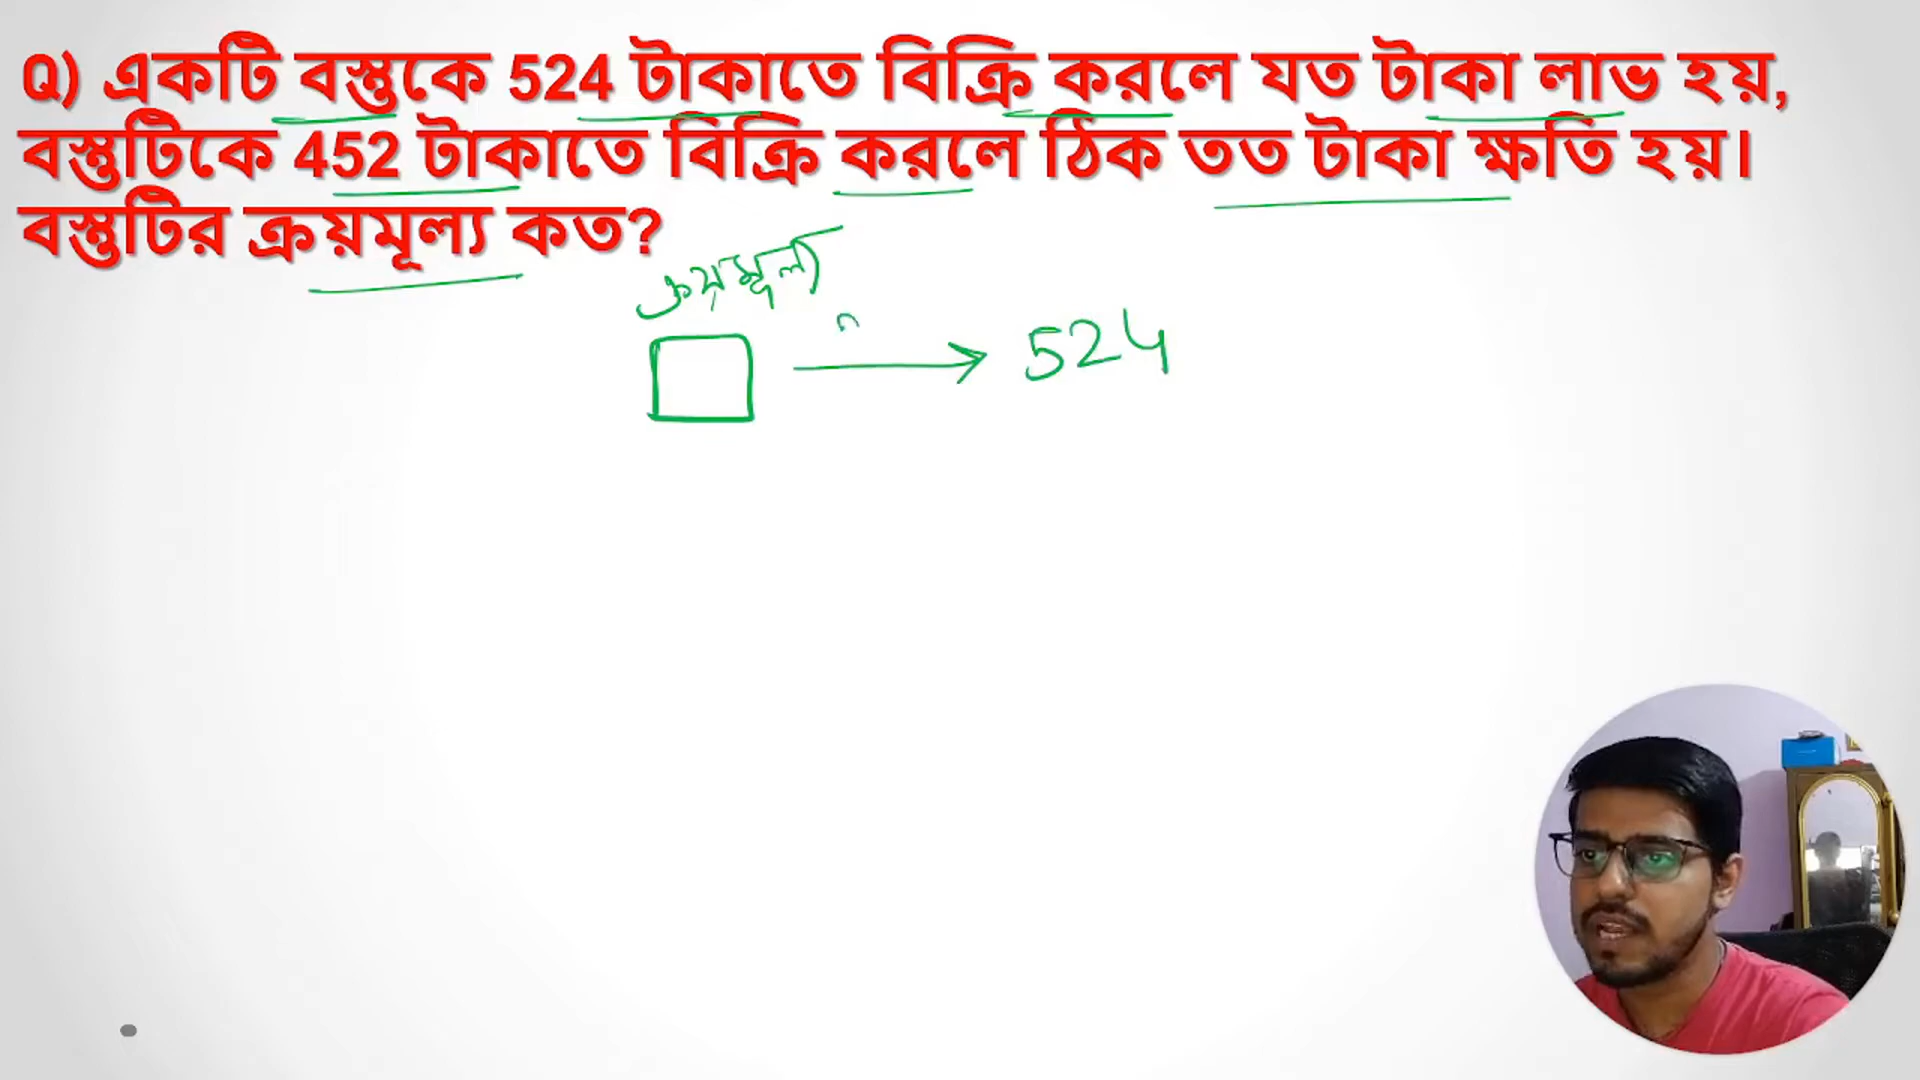 Q) একটি বস্তুকে 524 টাকাতে বিক্রি করলে যত টাকা লাভ হয়,
বস্তুটিকে 452 টাকাতে বিক্রি করলে ঠিক তত টাকা ক্ষতি হয়।
বস্তুটির ক্রয়মূল্য কত?
ক্রয়মূল্য
524